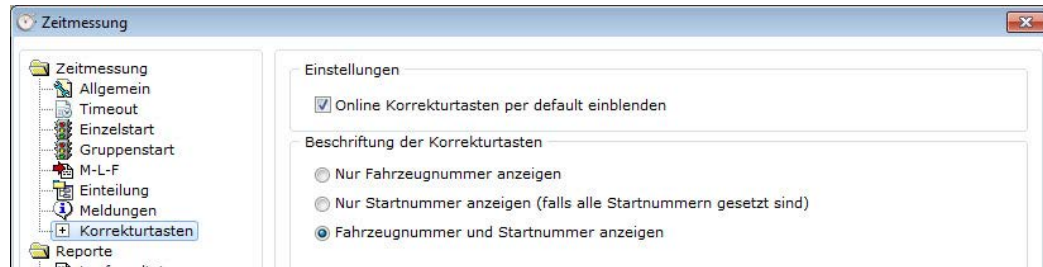 Zeitmessung
Zeitmessung
Allgemein
Timeout
Einzelstart
Gruppenstart
M-L-F
Einteilung
Meldungen
Korrekturtasten
Reporte
Einstellungen
Online Korrekturtasten per default einblenden
Beschriftung der Korrekturtasten
Nur Fahrzeugnummer anzeigen
Nur Startnummer anzeigen (falls alle Startnummern gesetzt sind)
Fahrzeugnummer und Startnummer anzeigen